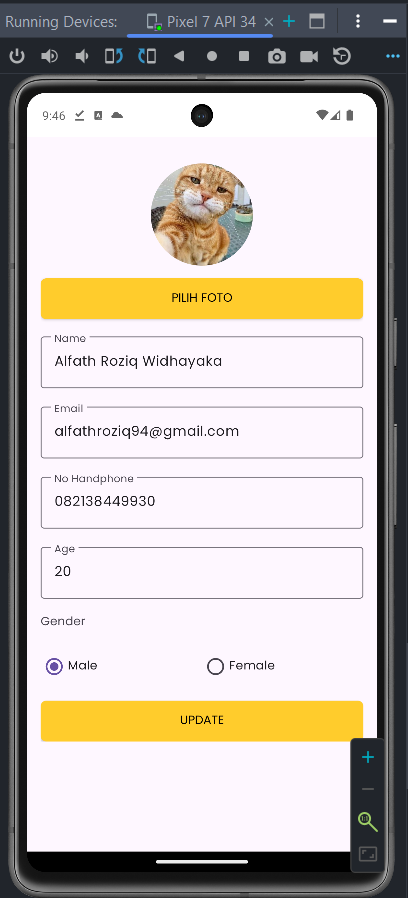 Running Devices: Pixel 7 API 34
9:46
PILIH FOTO
Name
Alfath Roziq Widhayaka
Email
alfathroziq94@gmail.com
No Handphone
082138449930
Age
20
Gender
Male Female
UPDATE